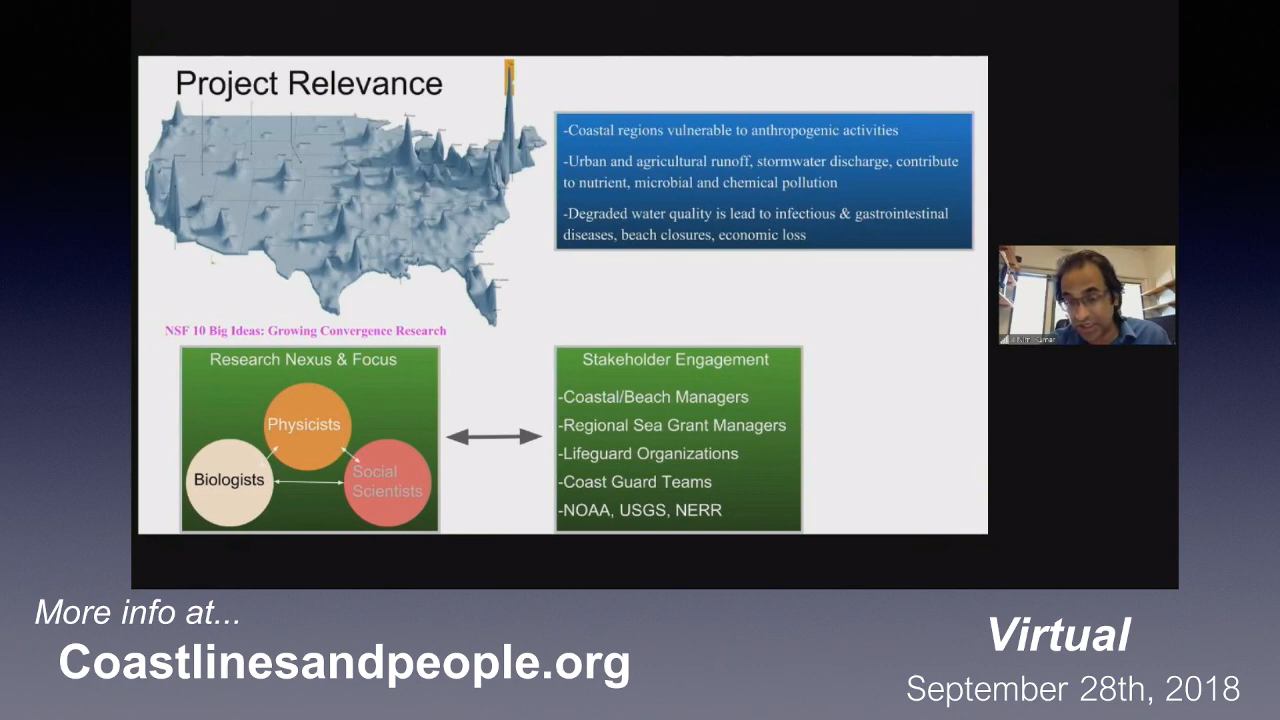 Project Relevance
-Coastal regions vulnerable to anthropogenic activities
-Urban and agricultural runoff, stormwater discharge, contribute
to nutrient, microbial and chemical pollution
-Degraded water quality is lead to infectious & gastrointestinal
diseases, beach closures, economic loss
NSF 10 Big Ideas: Growing Convergence Research
Research Nexus & Focus
Physicists
Biologists
Social
Scientists
Stakeholder Engagement
-Coastal/Beach Managers
-Regional Sea Grant Managers
-Lifeguard Organizations
-Coast Guard Teams
-NOAA, USGS, NERR
Kumar
More info at...
Coastlinesandpeople.org
Virtual
September 28th, 2018